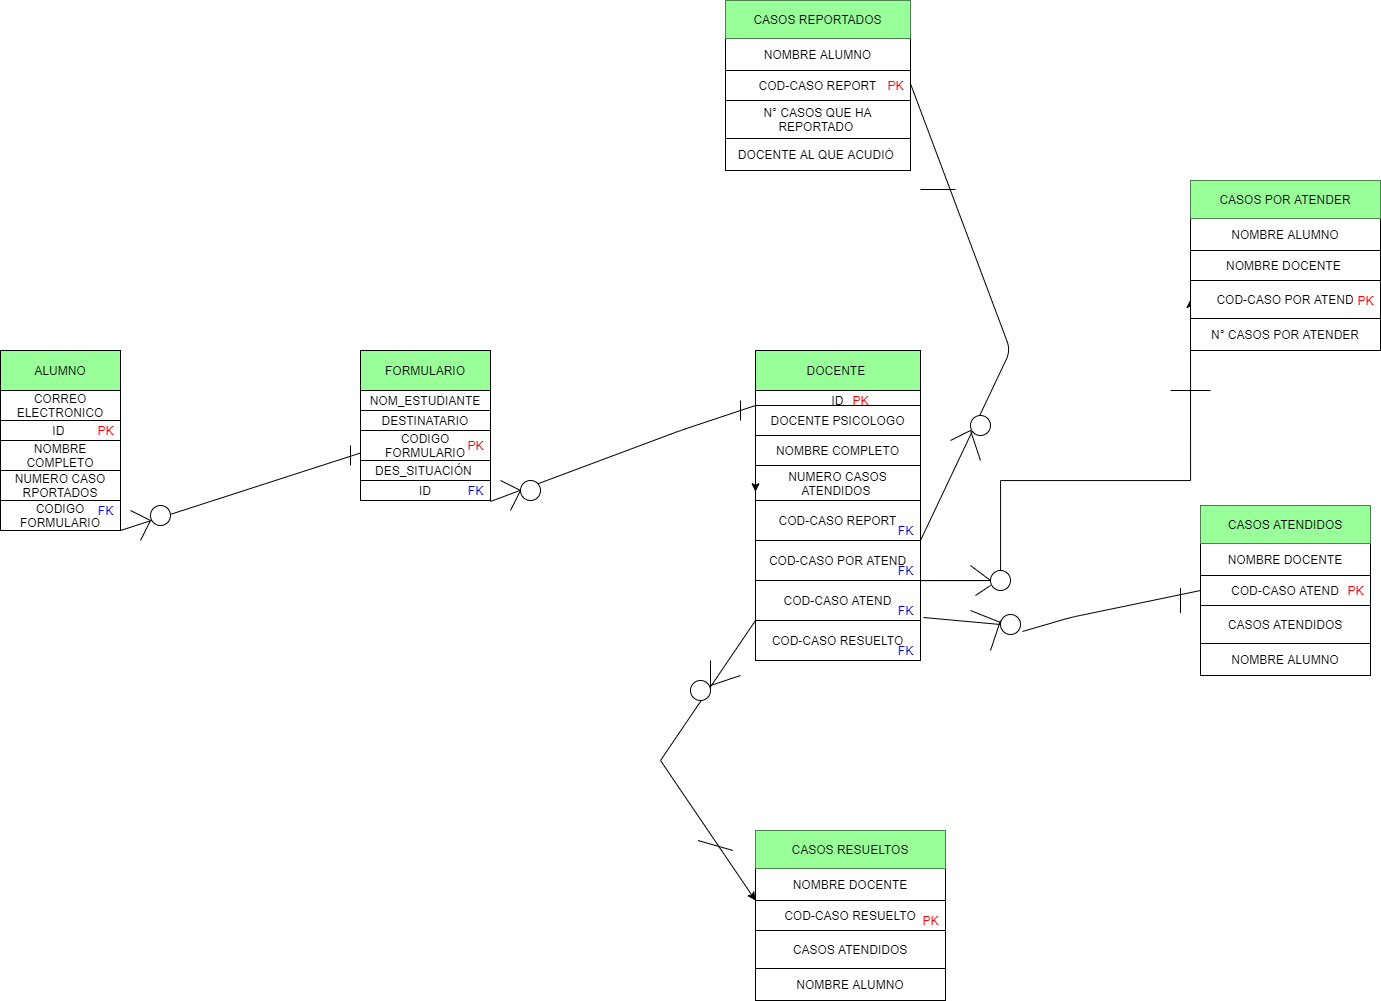 CASOS REPORTADOS
NOMBRE ALUMNO
COD-CASO REPORT PK
N° CASOS QUE HA
REPORTADO
DOCENTE AL QUE ACUDIÓ
CASOS POR ATENDER
NOMBRE ALUMNO
NOMBRE DOCENTE
COD-CASO POR ATEND PK
N° CASOS POR ATENDER
ALUMNO
CORREO
ELECTRONICO
ID PK
NOMBRE
COMPLETO
NUMERO CASO
RPORTADOS
CODIGO FK
FORMULARIO
FORMULARIO
NOM_ESTUDIANTE
DESTINATARIO
CODIGO
FORMULARIO PK
DES_SITUACIÓN
ID FK
DOCENTE
ID PK
DOCENTE PSICOLOGO
NOMBRE COMPLETO
NUMERO CASOS
ATENDIDOS
COD-CASO REPORT
FK
COD-CASO POR ATEND
FK
COD-CASO ATEND
FK
COD-CASO RESUELTO
FK
CASOS ATENDIDOS
NOMBRE DOCENTE
COD-CASO ATEND PK
CASOS ATENDIDOS
NOMBRE ALUMNO
CASOS RESUELTOS
NOMBRE DOCENTE
COD-CASO RESUELTO PK
CASOS ATENDIDOS
NOMBRE ALUMNO